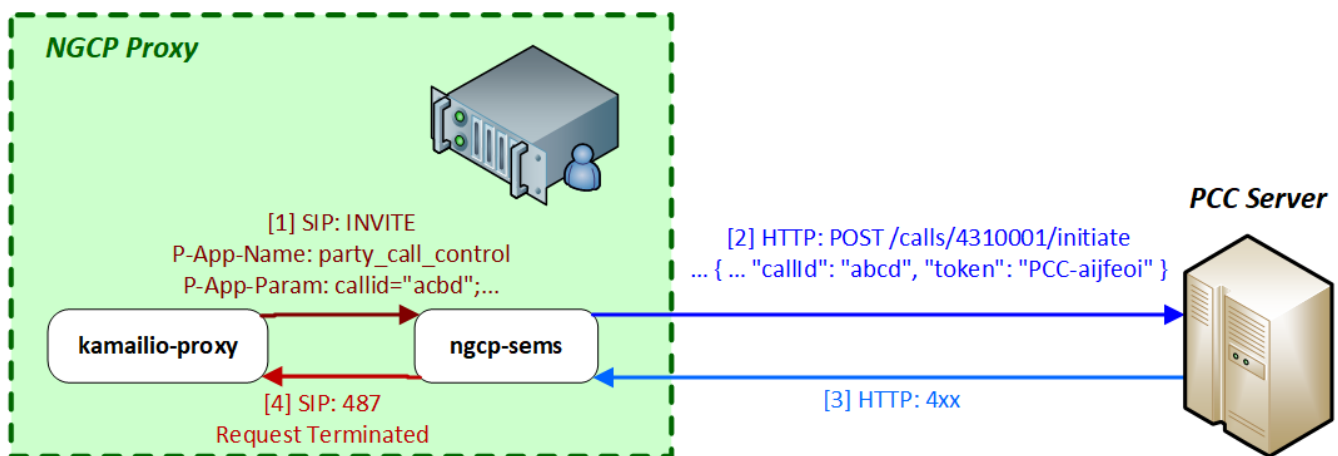 NGCP Proxy
[1] SIP: INVITE
P-App-Name: party_call_control
P-App-Param: callid="acbd";...
PCC Server
[2] HTTP: POST /calls/4310001/initiate
... { ... "callId": "abcd", "token": "PCC-aijfeoi" }
kamailio-proxy
ngcp-sems
[4] SIP: 487
Request Terminated
[3] HTTP: 4xx